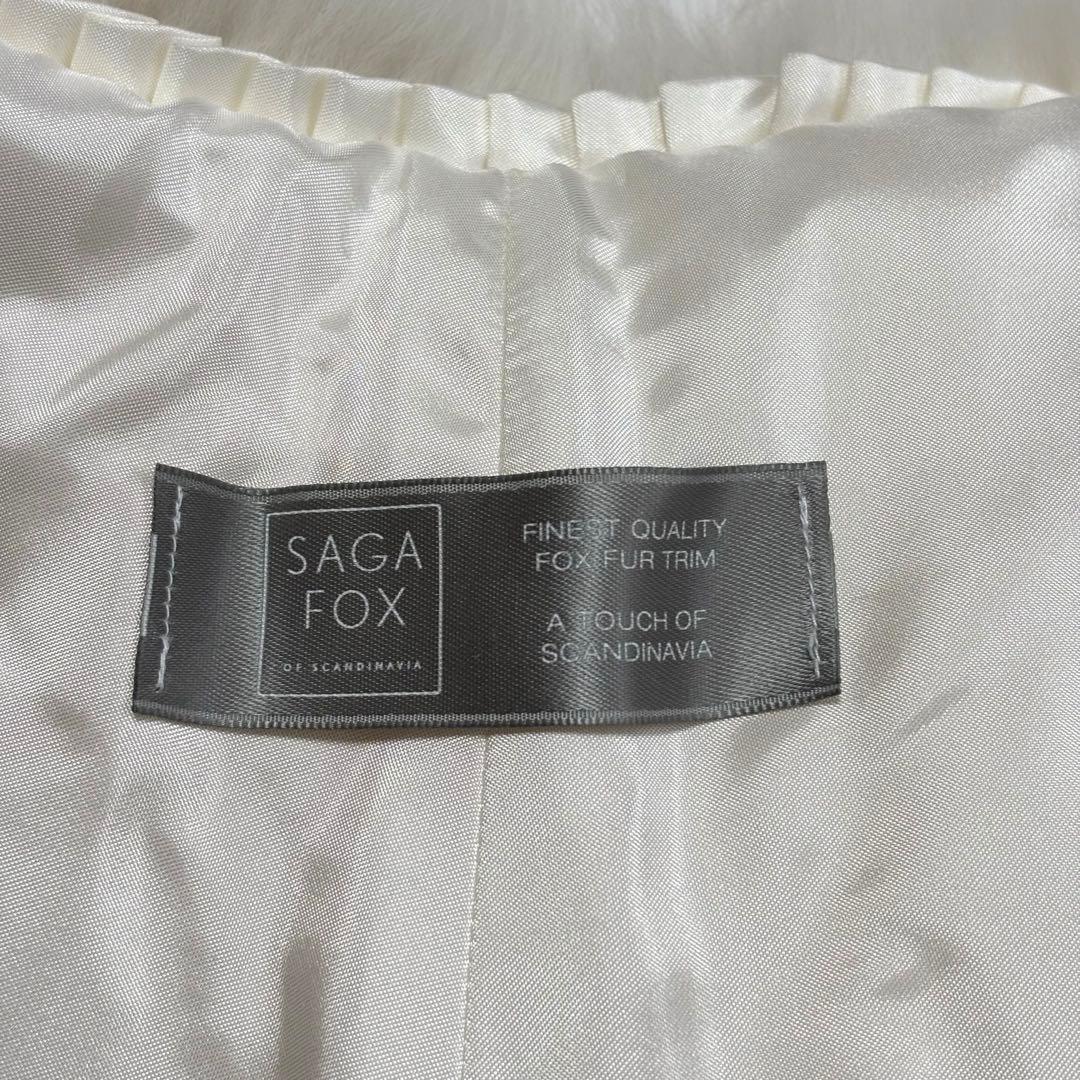 SAGA
FOX
OF SCANDINAVIA
FINEST QUALITY
FOX FUR TRIM
A TOUCH OF
SCANDINAVIA